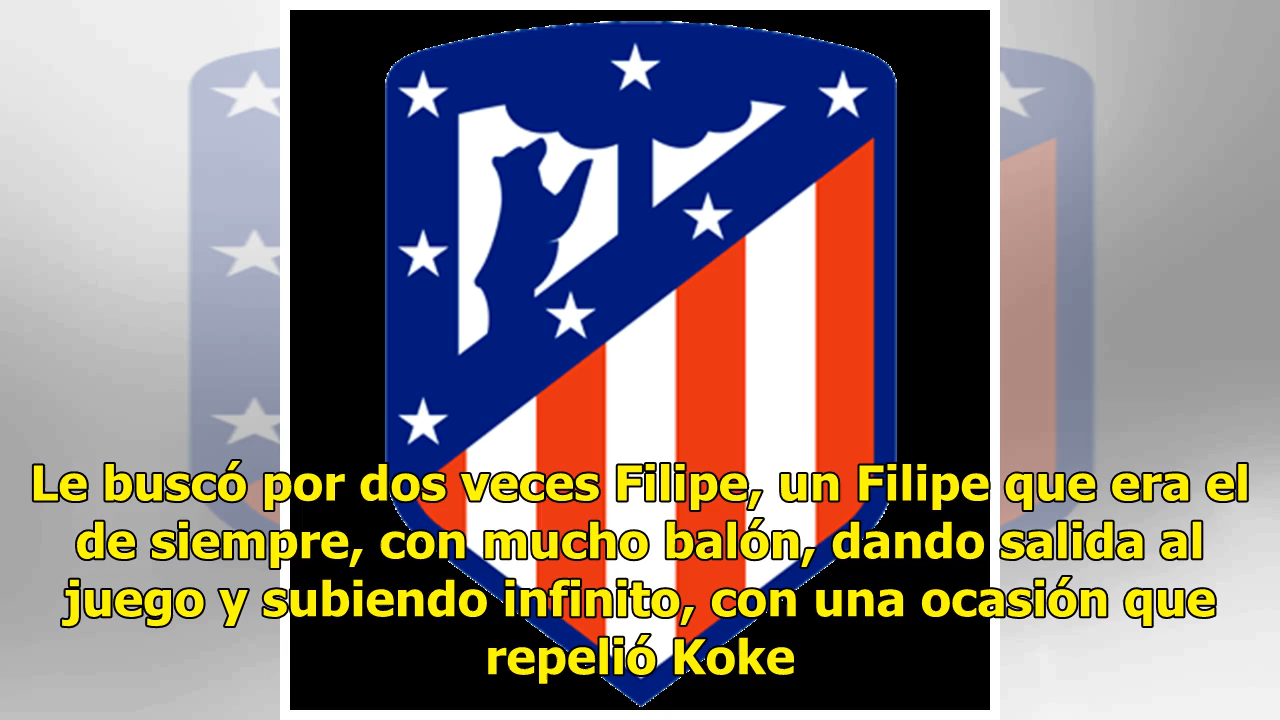 Le buscó por dos veces Filipe, un Filipe que era el
de siempre, con mucho balón, dando salida al
juego y subiendo infinito, con una ocasión que
repelió Koke